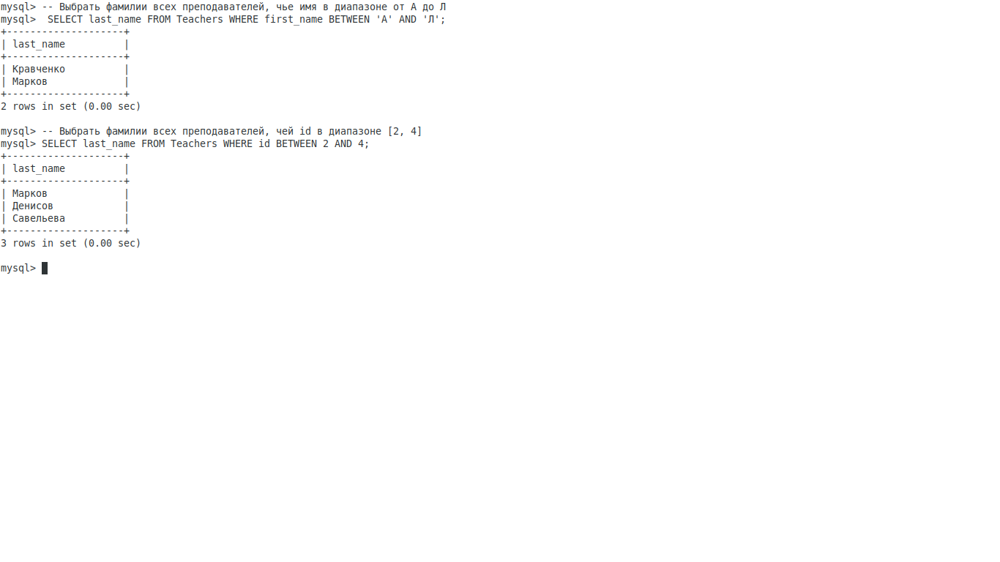 mysql> -- Выбрать фамилии всех преподавателей, чье имя в диапазоне от А до Л
mysql>  SELECT last_name FROM Teachers WHERE first_name BETWEEN 'А' AND 'Л';
+--------------------+
| last_name          |
+--------------------+
| Кравченко          |
| Марков             |
+--------------------+
2 rows in set (0.00 sec)
mysql> -- Выбрать фамилии всех преподавателей, чей id в диапазоне [2, 4]
mysql> SELECT last_name FROM Teachers WHERE id BETWEEN 2 AND 4;
+--------------------+
| last_name          |
+--------------------+
| Марков             |
| Денисов            |
| Савельева          |
+--------------------+
3 rows in set (0.00 sec)
mysql>